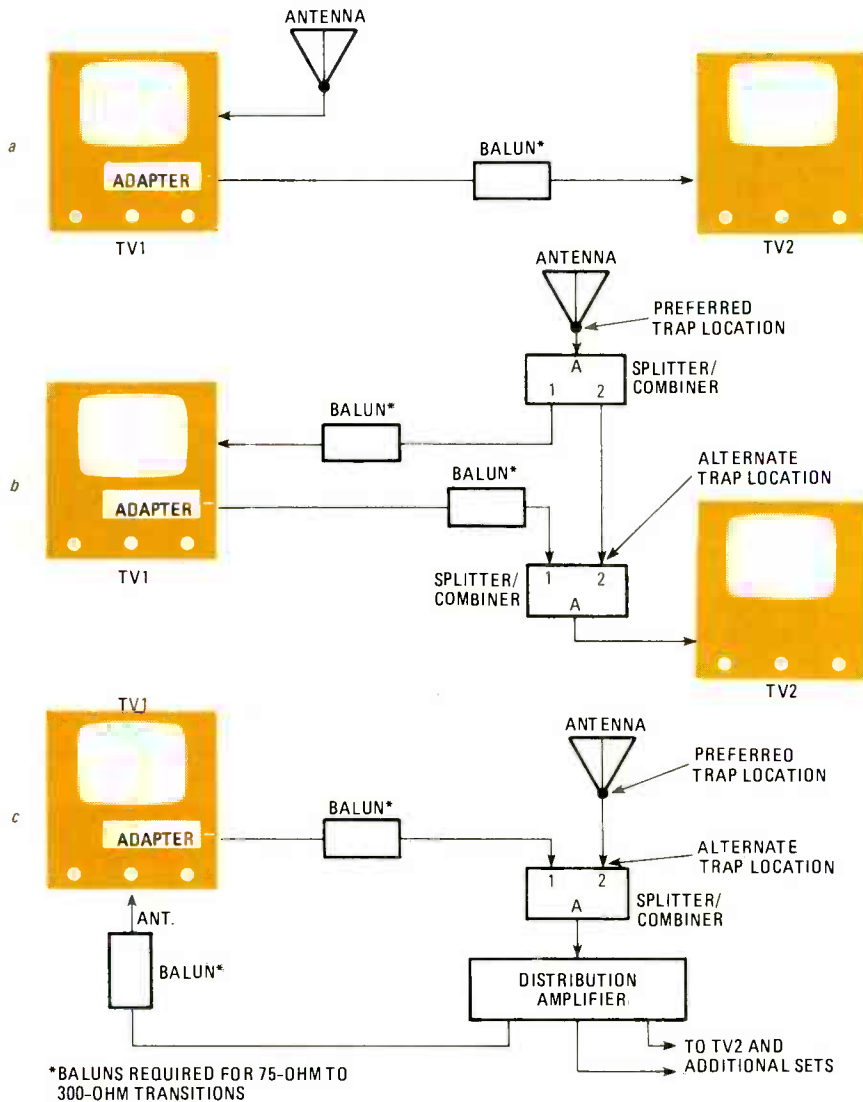 ANTENNA
a
ADAPTER
BALUN*
TV1
TV2
ANTENNA
PREFERRED
TRAP LOCATION
A
1 2
SPLITTER/
COMBINER
BALUN*
BALUN*
ALTERNATE
TRAP LOCATION
b
ADAPTER
TV1
SPLITTER/
COMBINER
1 2
A
TV2
TV1
ANTENNA
PREFERRED
TRAP LOCATION
c
BALUN*
ADAPTER
ALTERNATE
TRAP LOCATION
1 2
A
SPLITTER/
COMBINER
ANT.
BALUN*
DISTRIBUTION
AMPLIFIER
TO TV2 AND
ADDITIONAL SETS
*BALUNS REQUIRED FOR 75-OHM TO
300-OHM TRANSITIONS